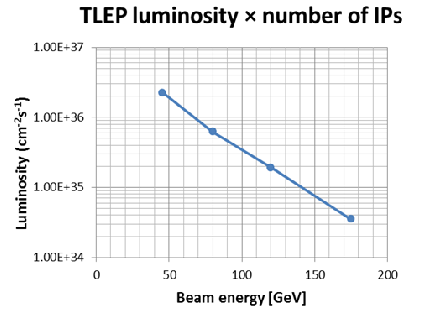 TLEP luminosity × number of IPs
1.00E+37
1.00E+36
1.00E+35
1.00E+34
Luminosity (cm⁻²s⁻¹)
0 50 100 150 200
Beam energy [GeV]